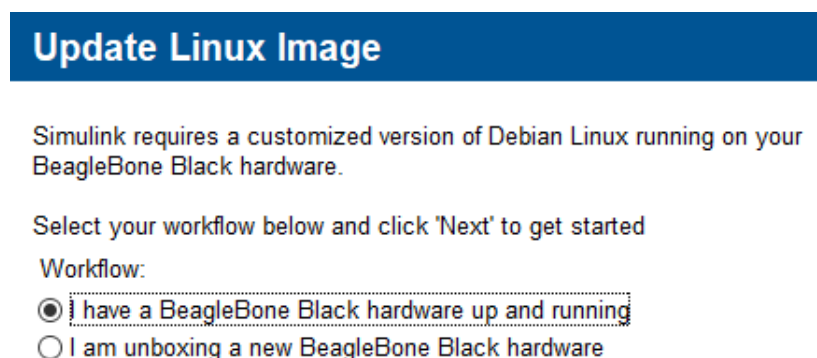 Update Linux Image
Simulink requires a customized version of Debian Linux running on your
BeagleBone Black hardware.
Select your workflow below and click 'Next' to get started
Workflow:
I have a BeagleBone Black hardware up and running
I am unboxing a new BeagleBone Black hardware